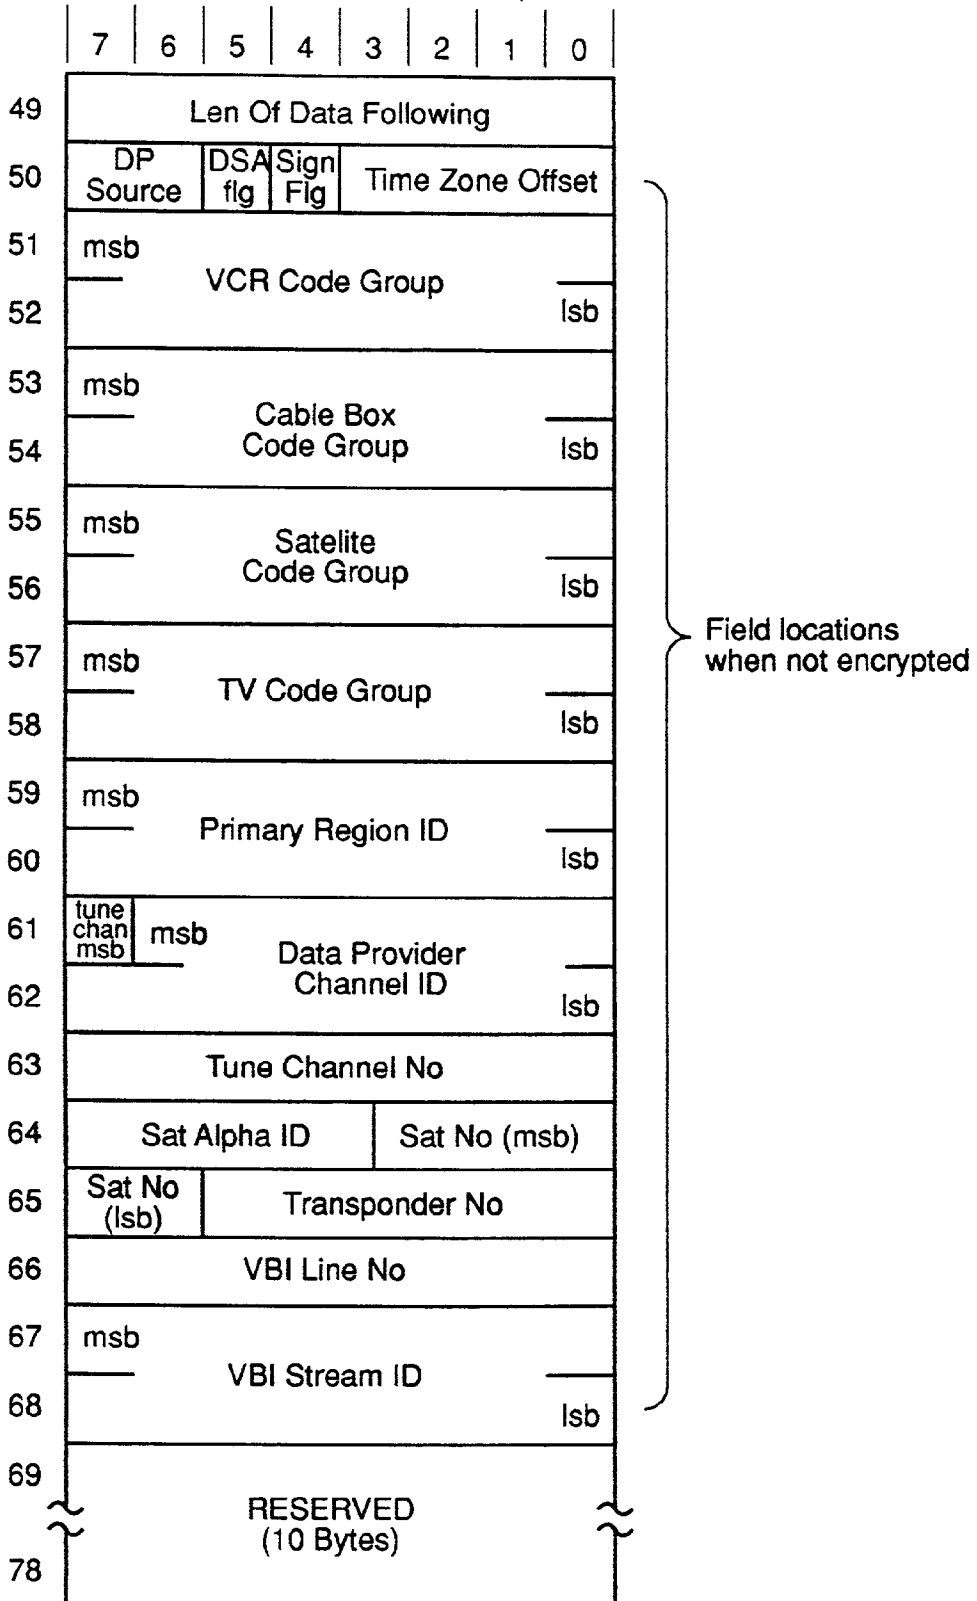 7 6 5 4 3 2 1 0
49 Len Of Data Following
50 DP Source DSA flg Sign Flg Time Zone Offset
51 msb
VCR Code Group
52 lsb
53 msb
Cable Box
Code Group
54 lsb
55 msb
Satelite
Code Group
56 lsb
57 msb
TV Code Group
58 lsb
Field locations
when not encrypted
59 msb
Primary Region ID
60 lsb
61 tune chan msb msb
Data Provider
Channel ID
62 lsb
63 Tune Channel No
64 Sat Alpha ID Sat No (msb)
65 Sat No (lsb) Transponder No
66 VBI Line No
67 msb
VBI Stream ID
68 lsb
69
RESERVED
(10 Bytes)
78